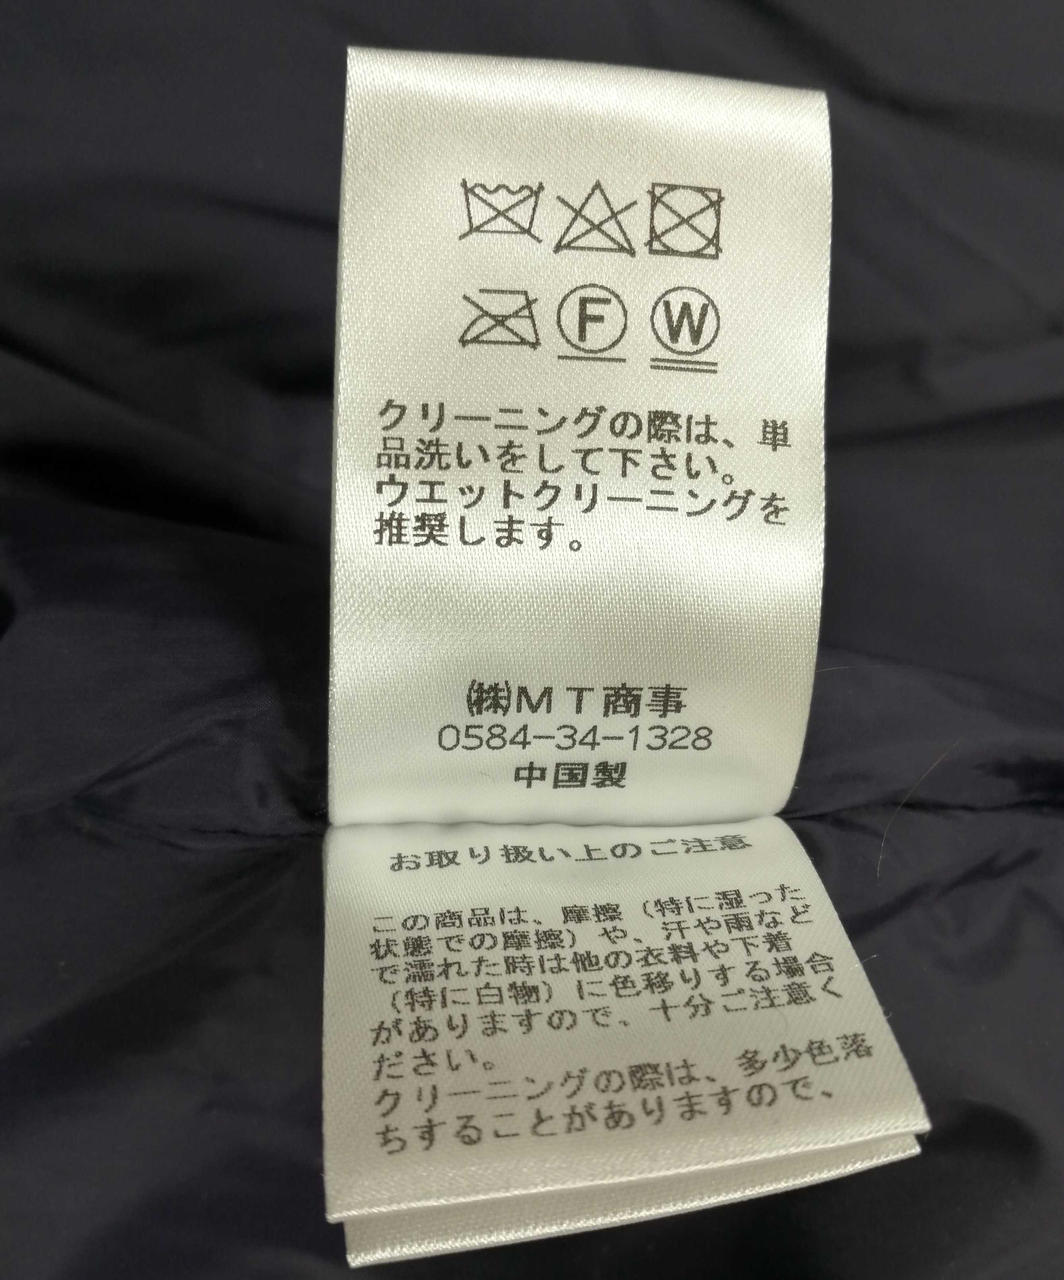 F W
クリーニングの際は、単
品洗いをして下さい。
ウエットクリーニングを
推奨します。
㈱MT商事
0584-34-1328
中国製
お取り扱い上のご注意
この商品は、摩擦（特に湿った
状態での摩擦）や、汗や雨など
で濡れた時は他の衣料や下着
（特に白物）に色移りする場合
がありますので、十分ご注意く
ださい。
クリーニングの際は、多少色落
ちすることがありますので、